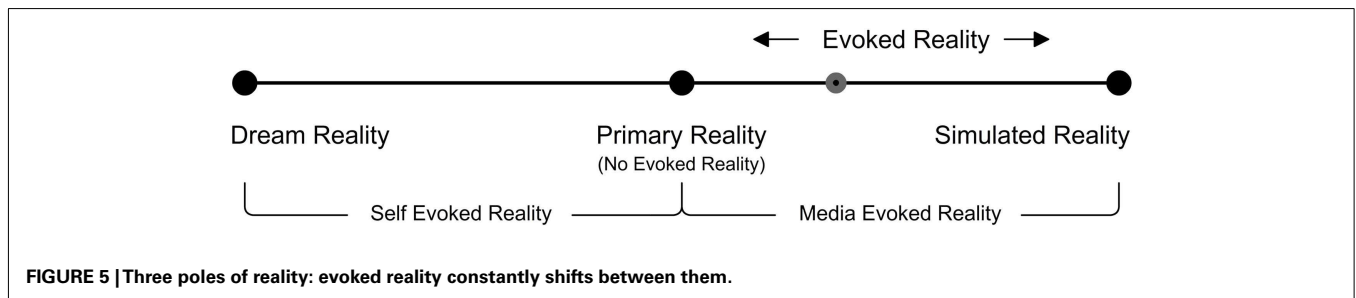 Evoked Reality
Dream Reality
Primary Reality
(No Evoked Reality)
Simulated Reality
Self Evoked Reality
Media Evoked Reality
FIGURE 5 | Three poles of reality: evoked reality constantly shifts between them.